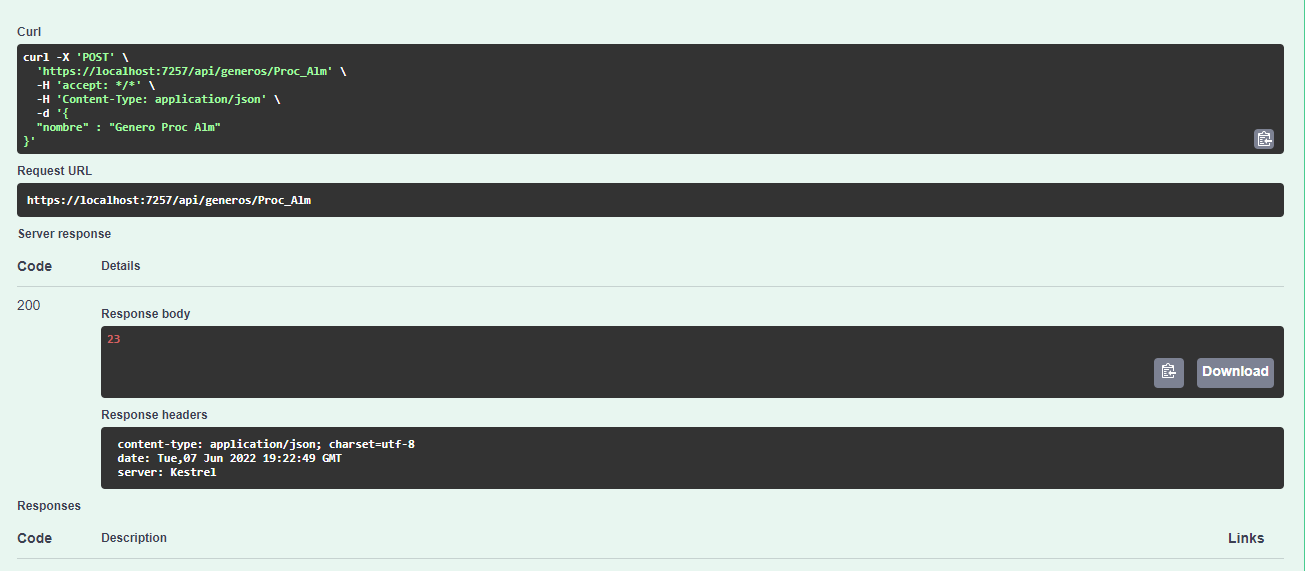 Curl
curl -X 'POST' \
'https://localhost:7257/api/generos/Proc_Alm' \
-H 'accept: */*' \
-H 'Content-Type: application/json' \
-d '{
"nombre" : "Genero Proc Alm"
}'
Request URL
https://localhost:7257/api/generos/Proc_Alm
Server response
Code Details
200
Response body
23
Download
Response headers
content-type: application/json; charset=utf-8
date: Tue,07 Jun 2022 19:22:49 GMT
server: Kestrel
Responses
Code Description Links